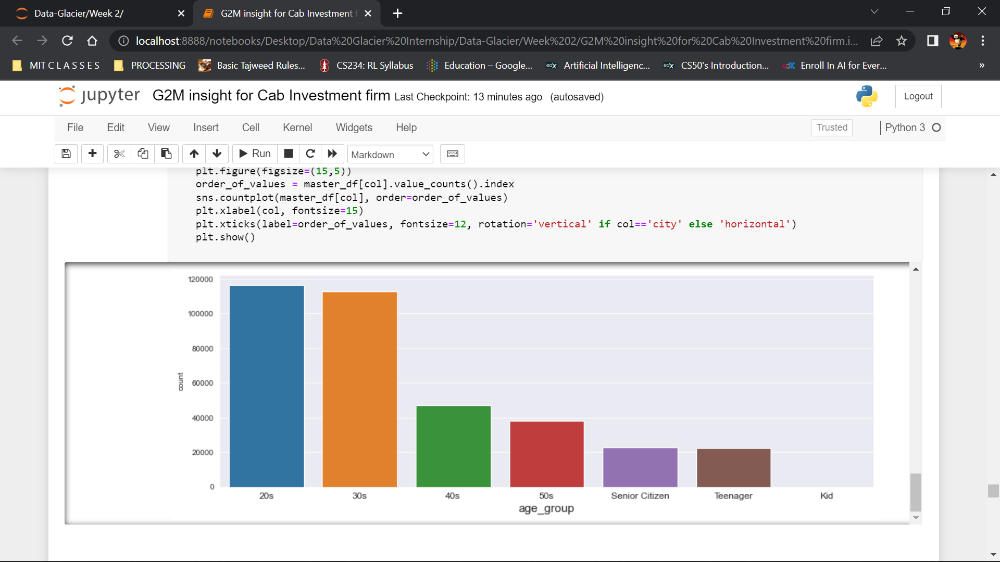 Data-Glacier/Week 2/
G2M insight for Cab Investment f
localhost:8888/notebooks/Desktop/Data%20Glacier%20Internship/Data-Glacier/Week%202/G2M%20insight%20for%20Cab%20Investment%20firm.i...
MIT C L A S S E S
PROCESSING
Basic Tajweed Rules...
CS234: RL Syllabus
Education – Google...
edX Artificial Intelligenc...
edX CS50's Introduction...
edX Enroll In AI for Ever...
»
jupyter G2M insight for Cab Investment firm Last Checkpoint: 13 minutes ago (autosaved)
Logout
File Edit View Insert Cell Kernel Widgets Help
Trusted
Python 3
Run
Markdown
plt.figure(figsize=(15,5))
order_of_values = master_df[col].value_counts().index
sns.countplot(master_df[col], order=order_of_values)
plt.xlabel(col, fontsize=15)
plt.xticks(label=order_of_values, fontsize=12, rotation='vertical' if col=='city' else 'horizontal')
plt.show()
120000
100000
80000
60000
40000
20000
0
count
20s 30s 40s 50s Senior Citizen Teenager Kid
age_group